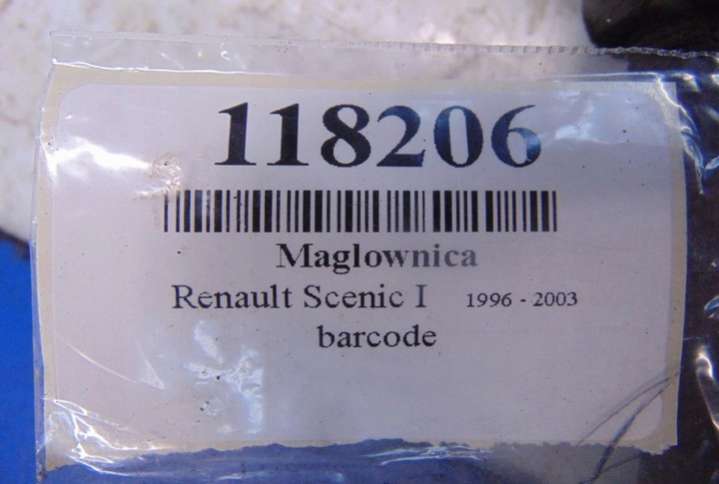 118206
Maglownica
Renault Scenic I 1996 - 2003
barcode